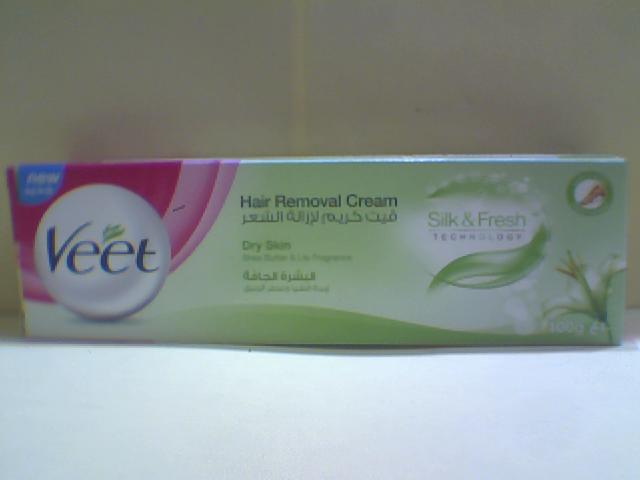 new
Veet
Hair Removal Cream
ڤيت كريم لإزالة الشعر
Dry Skin
Shea Butter & Lily Fragrance
البشرة الجافة
Silk & Fresh
TECHNOLOGY
100g e